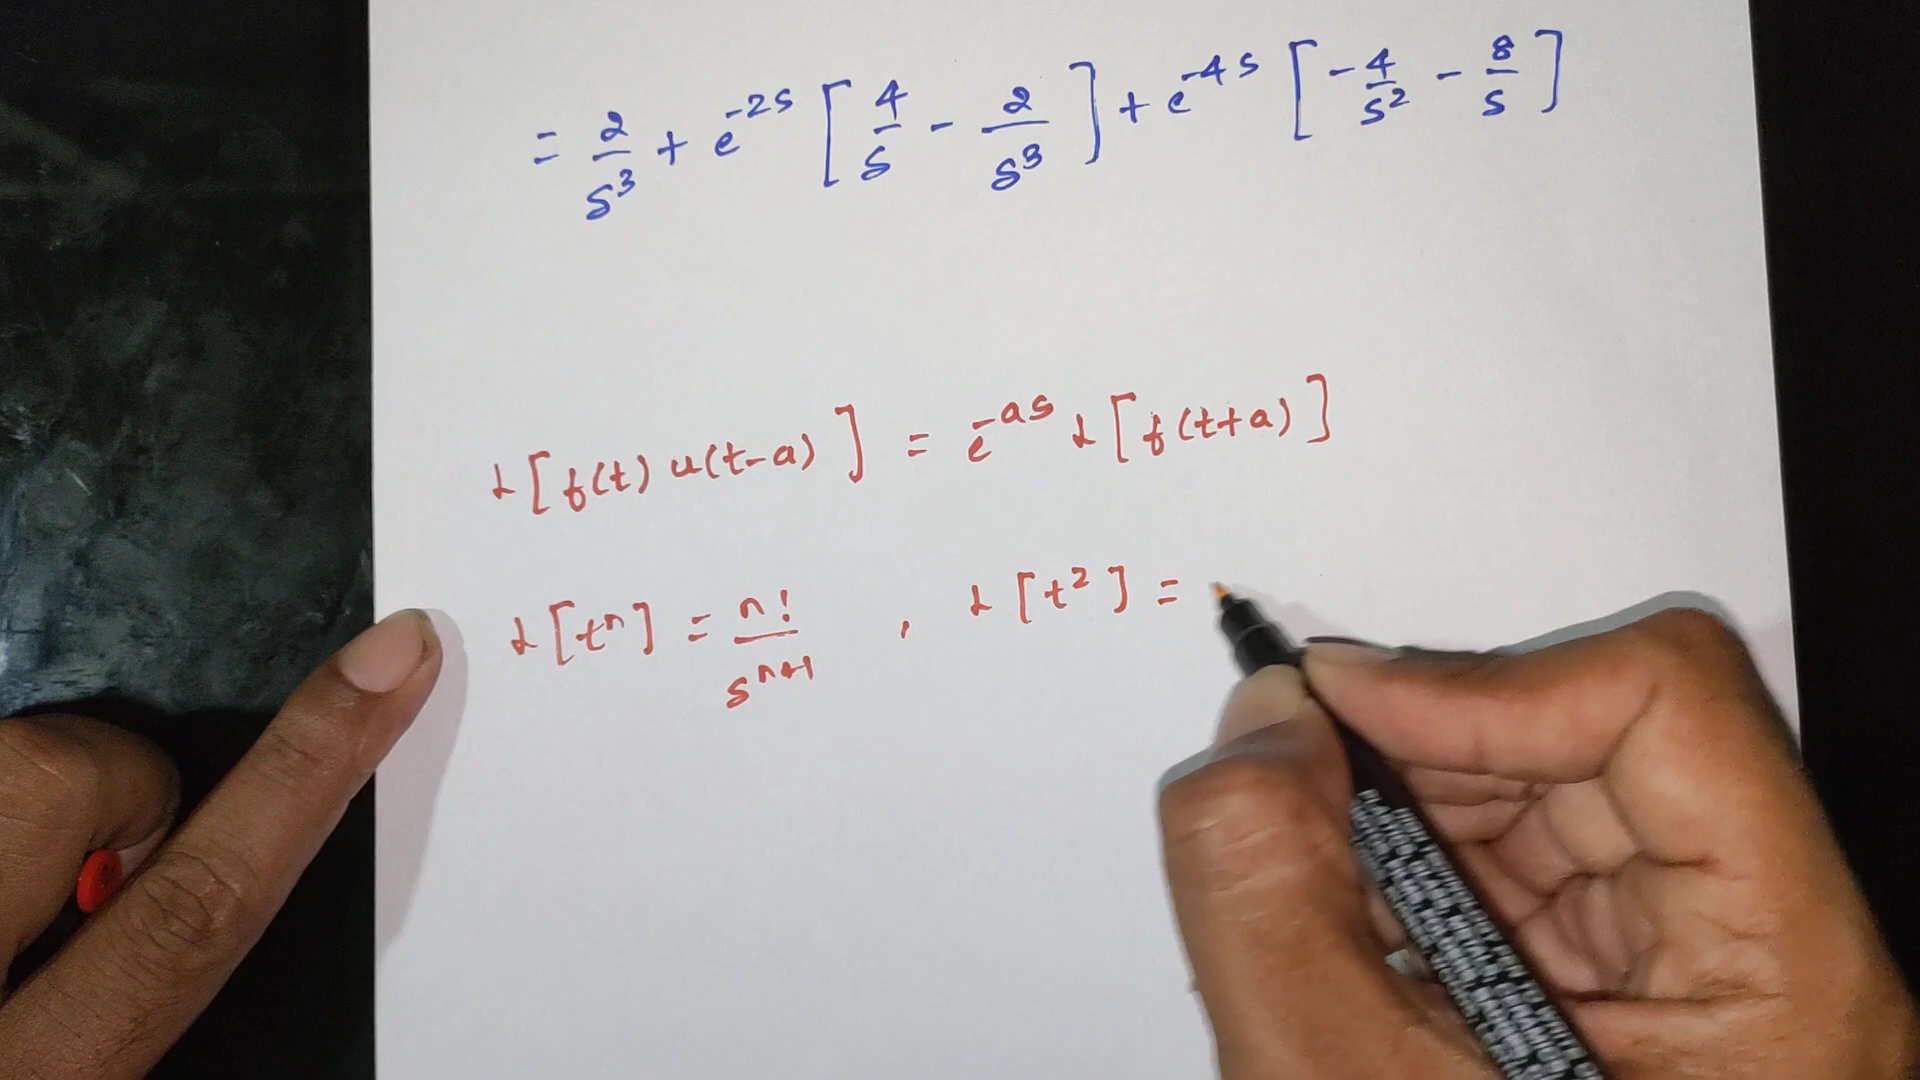 = 2/s³ + e^-2s [ 4/s - 2/s³ ] + e^-4s [ -4/s² - 8/s ]
L[f(t) u(t-a)] = e^-as L[f(t+a)]
L[tⁿ] = n!/s^n+1 , L[t²] =